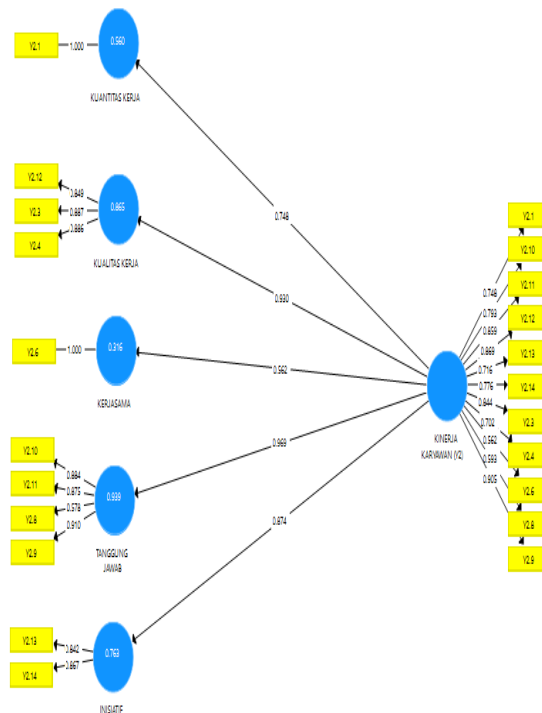 Y2.1
1.000
0.560
KUANTITAS KERJA
0.748
Y2.12
Y2.3
Y2.4
0.849
0.887
0.886
0.865
KUALITAS KERJA
0.930
Y2.6
1.000
0.316
KERJASAMA
0.562
Y2.10
Y2.11
Y2.8
Y2.9
0.884
0.875
0.578
0.910
0.939
TANGGUNG
JAWAB
0.969
Y2.13
Y2.14
0.842
0.867
0.763
INISIATIF
0.874
KINERJA
KARYAWAN (Y2)
0.748
0.793
0.859
0.869
0.716
0.776
0.844
0.702
0.562
0.593
0.805
Y2.1
Y2.10
Y2.11
Y2.12
Y2.13
Y2.14
Y2.3
Y2.4
Y2.6
Y2.8
Y2.9